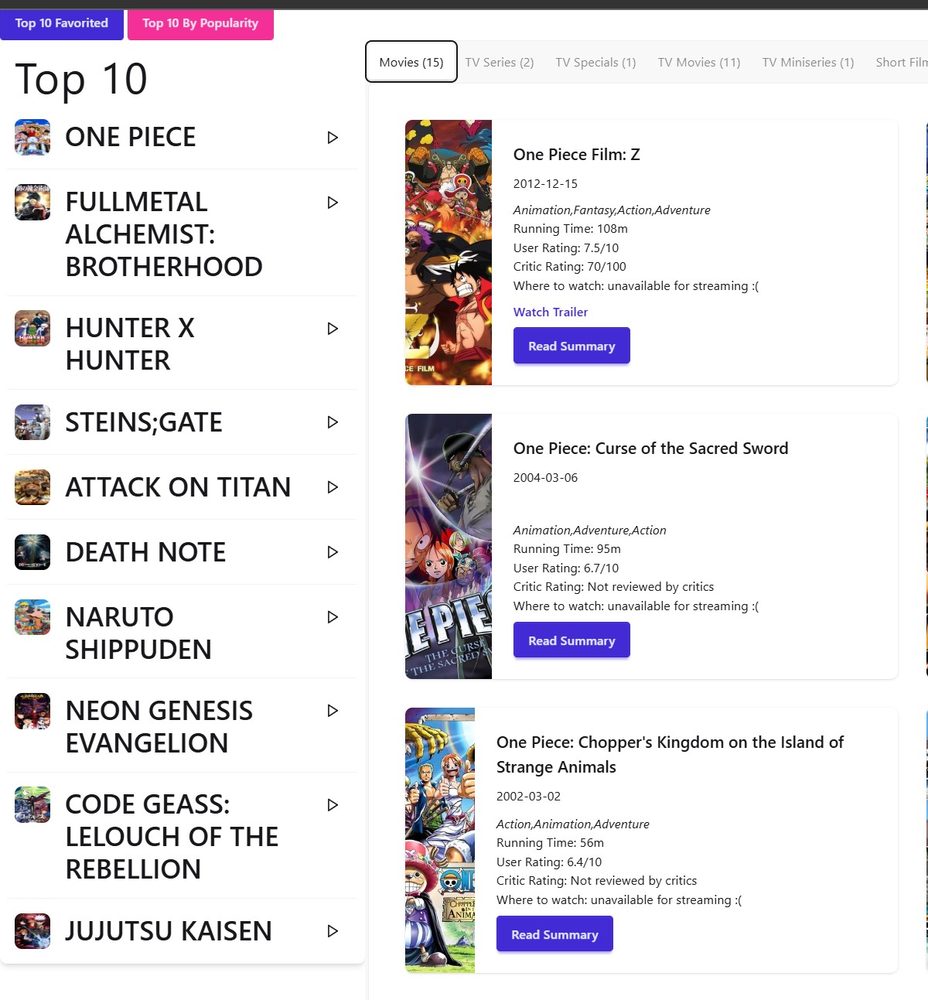 Top 10 Favorited
Top 10 By Popularity
Top 10
ONE PIECE
FULLMETAL
ALCHEMIST:
BROTHERHOOD
HUNTER X
HUNTER
STEINS;GATE
ATTACK ON TITAN
DEATH NOTE
NARUTO
SHIPPUDEN
NEON GENESIS
EVANGELION
CODE GEASS:
LELOUCH OF THE
REBELLION
JUJUTSU KAISEN
Movies (15)
TV Series (2)
TV Specials (1)
TV Movies (11)
TV Miniseries (1)
Short Film
One Piece Film: Z
2012-12-15
Animation,Fantasy,Action,Adventure
Running Time: 108m
User Rating: 7.5/10
Critic Rating: 70/100
Where to watch: unavailable for streaming :(
Watch Trailer
Read Summary
CE FILM
One Piece: Curse of the Sacred Sword
2004-03-06
Animation,Adventure,Action
Running Time: 95m
User Rating: 6.7/10
Critic Rating: Not reviewed by critics
Where to watch: unavailable for streaming :(
Read Summary
E PIE
THE CURSE
THE SACRED S
One Piece: Chopper's Kingdom on the Island of
Strange Animals
2002-03-02
Action,Animation,Adventure
Running Time: 56m
User Rating: 6.4/10
Critic Rating: Not reviewed by critics
Where to watch: unavailable for streaming :(
Read Summary